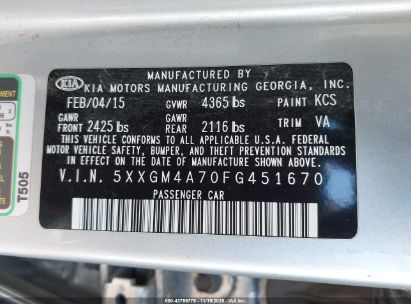 MANUFACTURED BY
KIA KIA MOTORS MANUFACTURING GEORGIA, INC.
FEB/04/15 GVWR 4365 lbs PAINT KCS
GAWR FRONT 2425 lbs GAWR REAR 2116 lbs TRIM VA
THIS VEHICLE CONFORMS TO ALL APPLICABLE U.S.A. FEDERAL
MOTOR VEHICLE SAFETY, BUMPER, AND THEFT PREVENTION STANDARDS
IN EFFECT ON THE DATE OF MANUFACTURE SHOWN ABOVE.
V.I.N. 5XXGM4A70FG451670
PASSENGER CAR
T505